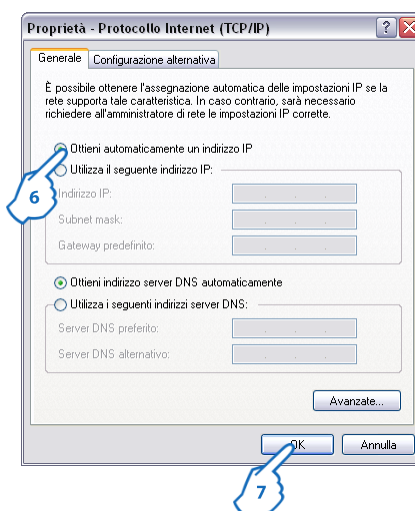 Proprietà - Protocollo Internet (TCP/IP)
Generale Configurazione alternativa
È possibile ottenere l'assegnazione automatica delle impostazioni IP se la
rete supporta tale caratteristica. In caso contrario, sarà necessario
richiedere all'amministratore di rete le impostazioni IP corrette.
Ottieni automaticamente un indirizzo IP
Utilizza il seguente indirizzo IP:
6
Indirizzo IP:
Subnet mask:
Gateway predefinito:
Ottieni indirizzo server DNS automaticamente
Utilizza i seguenti indirizzi server DNS:
Server DNS preferito:
Server DNS alternativo:
Avanzate...
OK Annulla
7